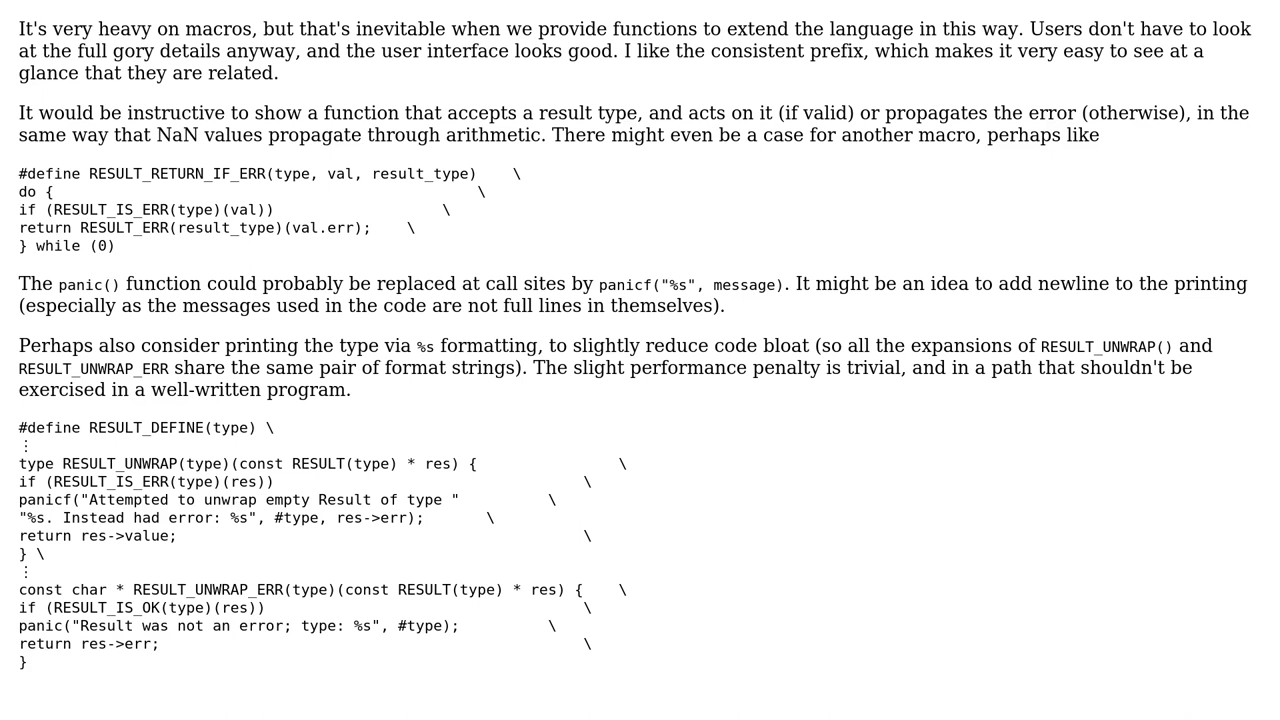 It's very heavy on macros, but that's inevitable when we provide functions to extend the language in this way. Users don't have to look
at the full gory details anyway, and the user interface looks good. I like the consistent prefix, which makes it very easy to see at a
glance that they are related.
It would be instructive to show a function that accepts a result type, and acts on it (if valid) or propagates the error (otherwise), in the
same way that NaN values propagate through arithmetic. There might even be a case for another macro, perhaps like
#define RESULT_RETURN_IF_ERR(type, val, result_type)    \
do {                                                \
if (RESULT_IS_ERR(type)(val))                   \
return RESULT_ERR(result_type)(val.err);    \
} while (0)
The panic() function could probably be replaced at call sites by panicf("%s", message). It might be an idea to add newline to the printing
(especially as the messages used in the code are not full lines in themselves).
Perhaps also consider printing the type via %s formatting, to slightly reduce code bloat (so all the expansions of RESULT_UNWRAP() and
RESULT_UNWRAP_ERR share the same pair of format strings). The slight performance penalty is trivial, and in a path that shouldn't be
exercised in a well-written program.
#define RESULT_DEFINE(type) \
⋮
type RESULT_UNWRAP(type)(const RESULT(type) * res) {                \
if (RESULT_IS_ERR(type)(res))                                   \
panicf("Attempted to unwrap empty Result of type "          \
"%s. Instead had error: %s", #type, res->err);       \
return res->value;                                              \
} \
⋮
const char * RESULT_UNWRAP_ERR(type)(const RESULT(type) * res) {    \
if (RESULT_IS_OK(type)(res))                                    \
panic("Result was not an error; type: %s", #type);          \
return res->err;                                                \
}